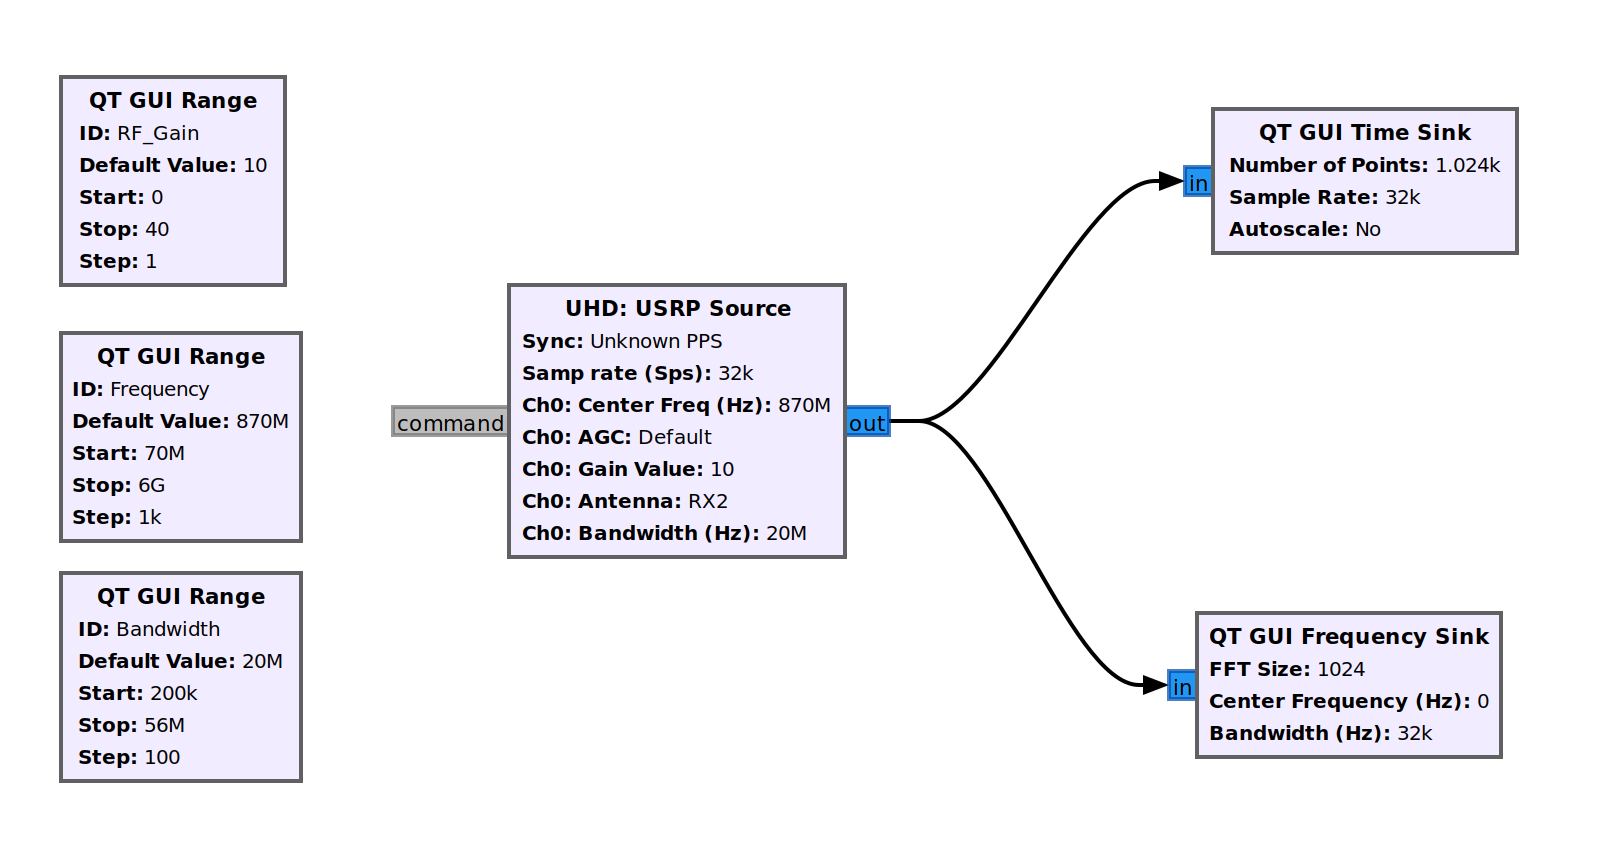 QT GUI Range
ID: RF_Gain
Default Value: 10
Start: 0
Stop: 40
Step: 1
QT GUI Range
ID: Frequency
Default Value: 870M
Start: 70M
Stop: 6G
Step: 1k
QT GUI Range
ID: Bandwidth
Default Value: 20M
Start: 200k
Stop: 56M
Step: 100
command
UHD: USRP Source
Sync: Unknown PPS
Samp rate (Sps): 32k
Ch0: Center Freq (Hz): 870M
Ch0: AGC: Default
Ch0: Gain Value: 10
Ch0: Antenna: RX2
Ch0: Bandwidth (Hz): 20M
out
in
QT GUI Time Sink
Number of Points: 1.024k
Sample Rate: 32k
Autoscale: No
in
QT GUI Frequency Sink
FFT Size: 1024
Center Frequency (Hz): 0
Bandwidth (Hz): 32k